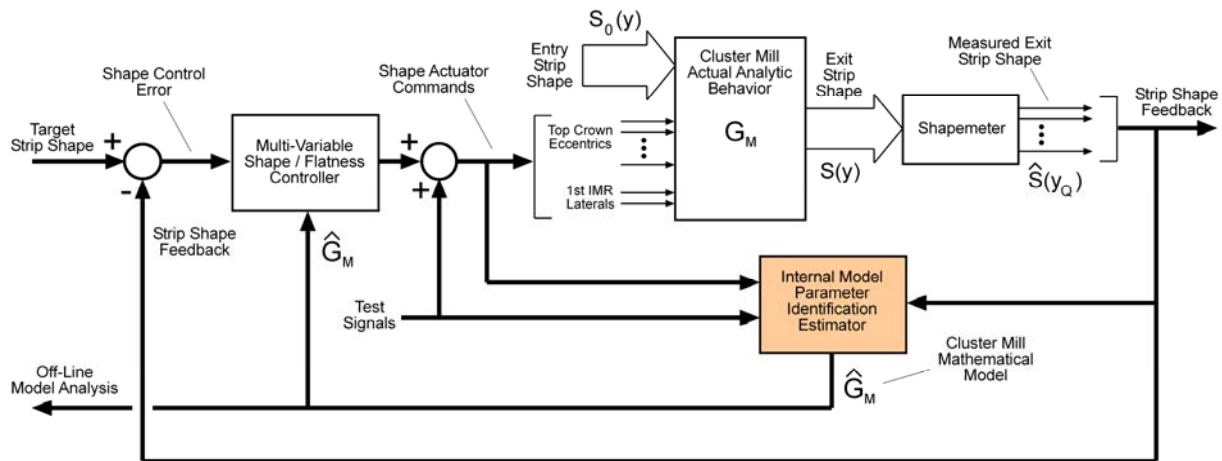 Shape Control
Error
Target
Strip Shape
+
-
Multi-Variable
Shape / Flatness
Controller
Strip Shape
Feedback
Ĝ_M
Shape Actuator
Commands
+
+
Test
Signals
Off-Line
Model Analysis
S₀(y)
Entry
Strip
Shape
Top Crown
Eccentrics
1st IMR
Laterals
Cluster Mill
Actual Analytic
Behavior
G_M
Exit
Strip
Shape
S(y)
Shapemeter
Measured Exit
Strip Shape
Ŝ(y_Q)
Strip Shape
Feedback
Internal Model
Parameter
Identification
Estimator
Cluster Mill
Mathematical
Model
Ĝ_M